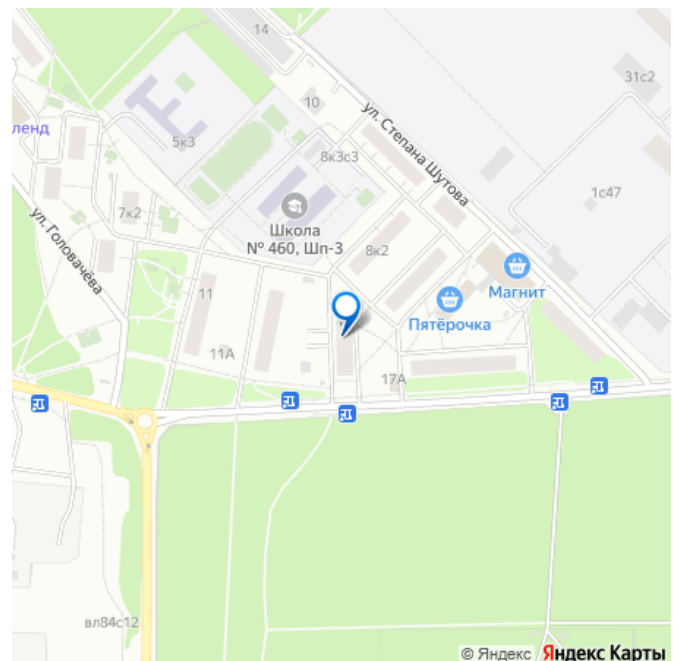 14
31с2
10
ул. Степана Шутова
ленд
5к3
8к3с3
1с47
Школа
№ 460, Шп-3
7к2
ул. Головачёва
8к2
Магнит
11
Пятёрочка
11А
17А
вл84с12
© Яндекс Яндекс Карты